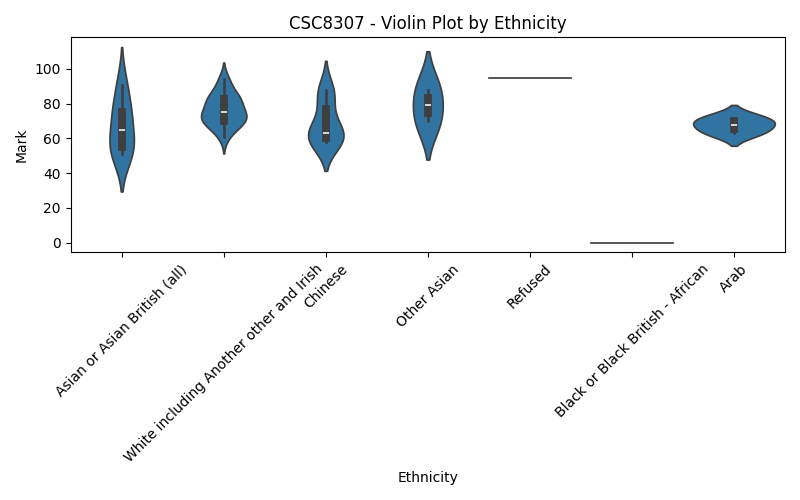 CSC8307 - Violin Plot by Ethnicity
Mark
100
80
60
40
20
0
Asian or Asian British (all)
White including Another other and Irish
Chinese
Other Asian
Refused
Black or Black British - African
Arab
Ethnicity